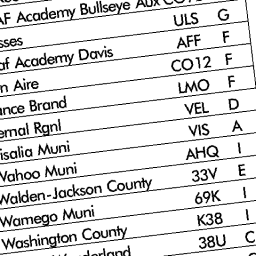 AF Academy Bullseye Aux
sses ULS G
af Academy Davis AFF F
n Aire CO12 F
ance Brand LMO F
ernal Rgnl VEL D
isalia Muni VIS A
Wahoo Muni AHQ I
Walden-Jackson County 33V E
Wamego Muni 69K I
Washington County K38 I
38U C